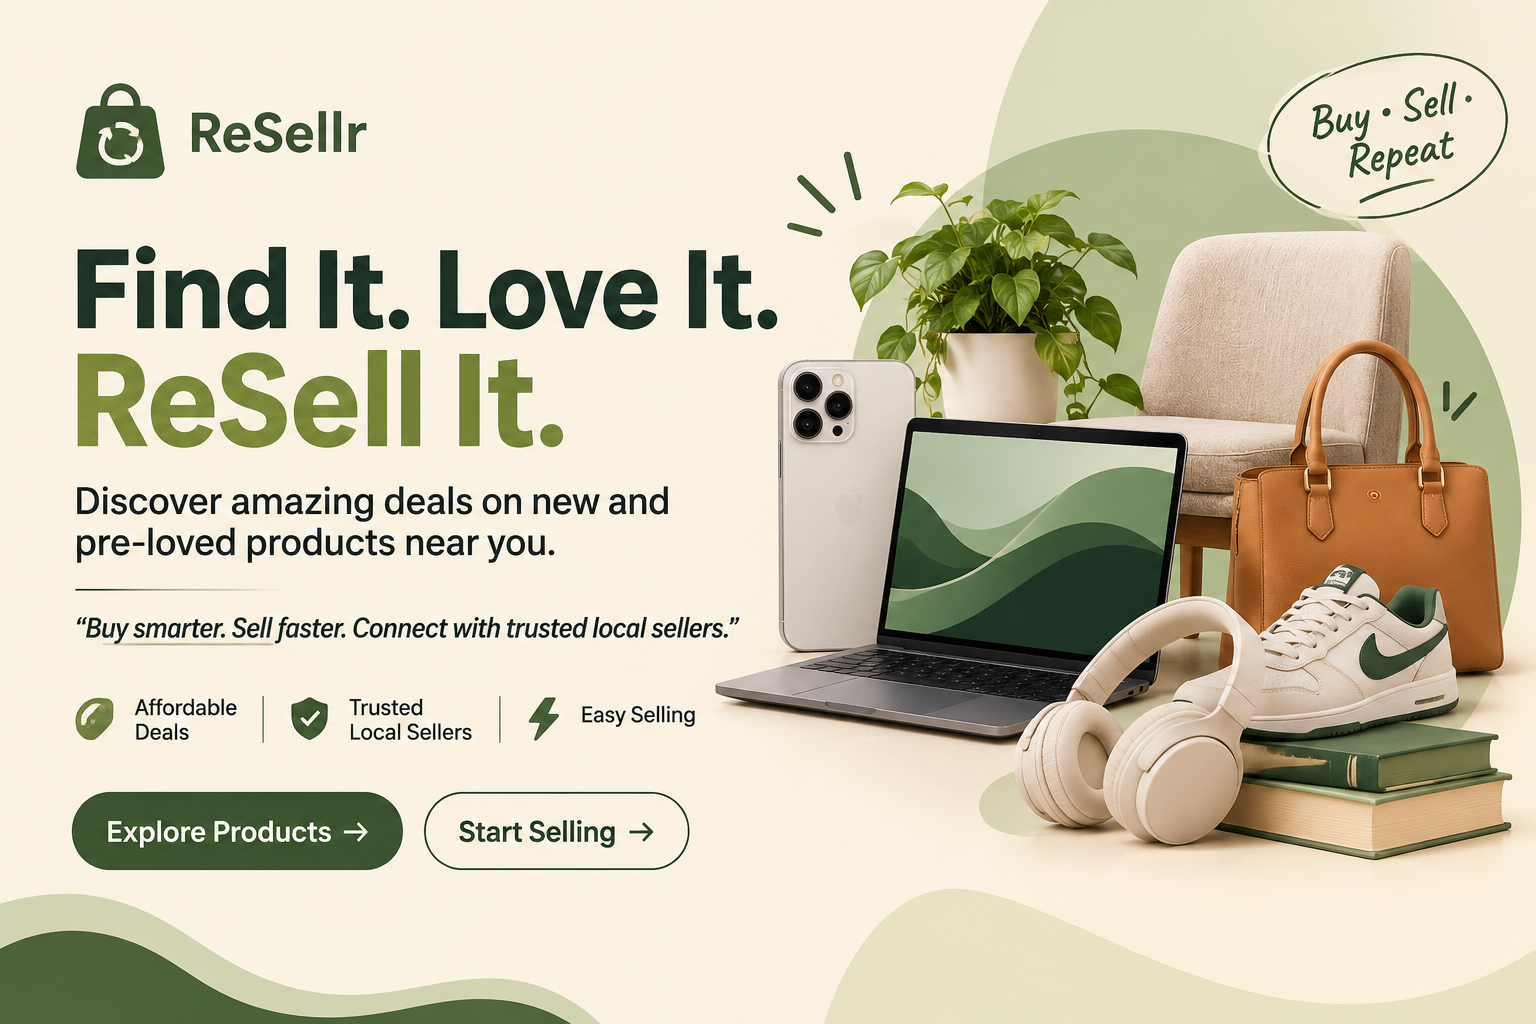 ReSellr
Buy • Sell •
Repeat
Find It. Love It.
ReSell It.
Discover amazing deals on new and
pre-loved products near you.
“Buy smarter. Sell faster. Connect with trusted local sellers.”
Affordable
Deals
Trusted
Local Sellers
Easy Selling
Explore Products →
Start Selling →